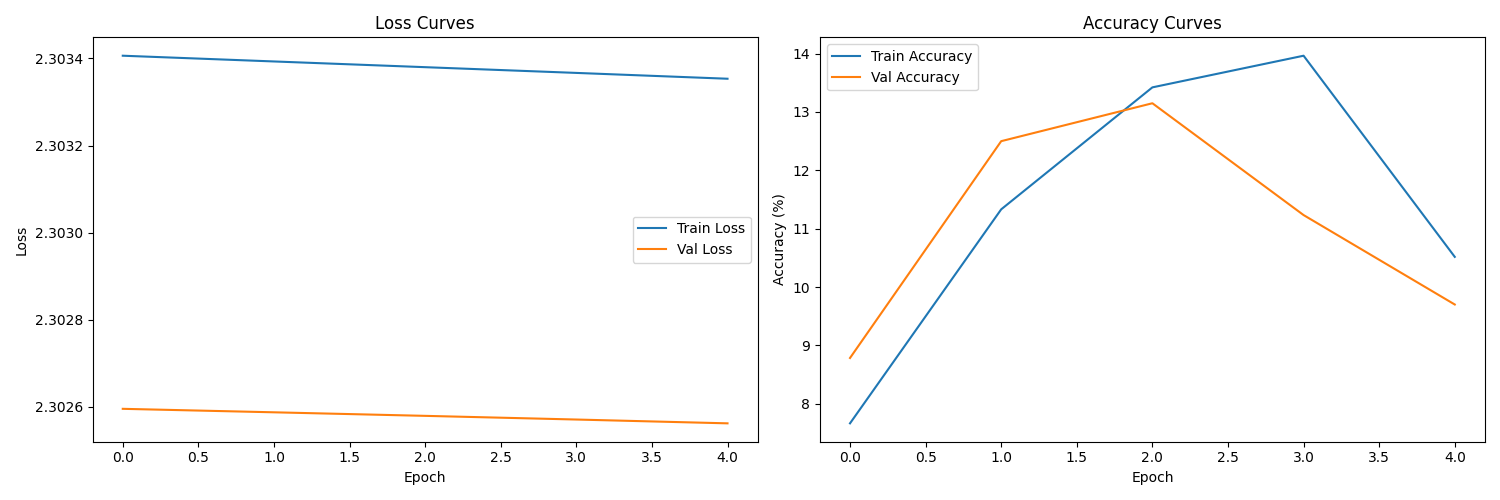 Loss Curves
2.3034
2.3032
2.3030
2.3028
2.3026
Loss
Train Loss
Val Loss
0.0 0.5 1.0 1.5 2.0 2.5 3.0 3.5 4.0
Epoch
Accuracy Curves
14
13
12
11
10
9
8
Accuracy (%)
Train Accuracy
Val Accuracy
0.0 0.5 1.0 1.5 2.0 2.5 3.0 3.5 4.0
Epoch